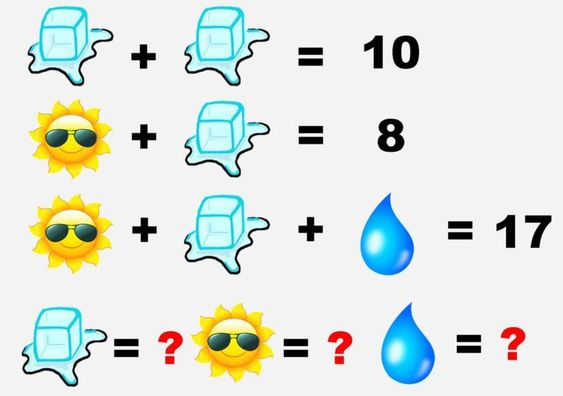 + = 10
+ = 8
+ + = 17
= ? = ? = ?